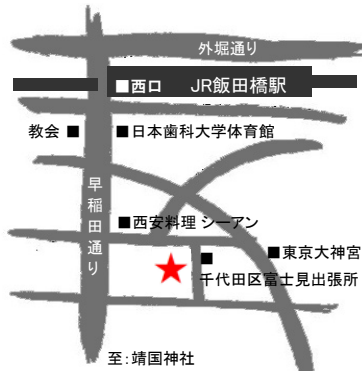 外堀通り
■西口 JR飯田橋駅
教会 ■ ■日本歯科大学体育館
早稲田通り
■西安料理 シーアン
■東京大神宮
■
千代田区富士見出張所
至:靖国神社